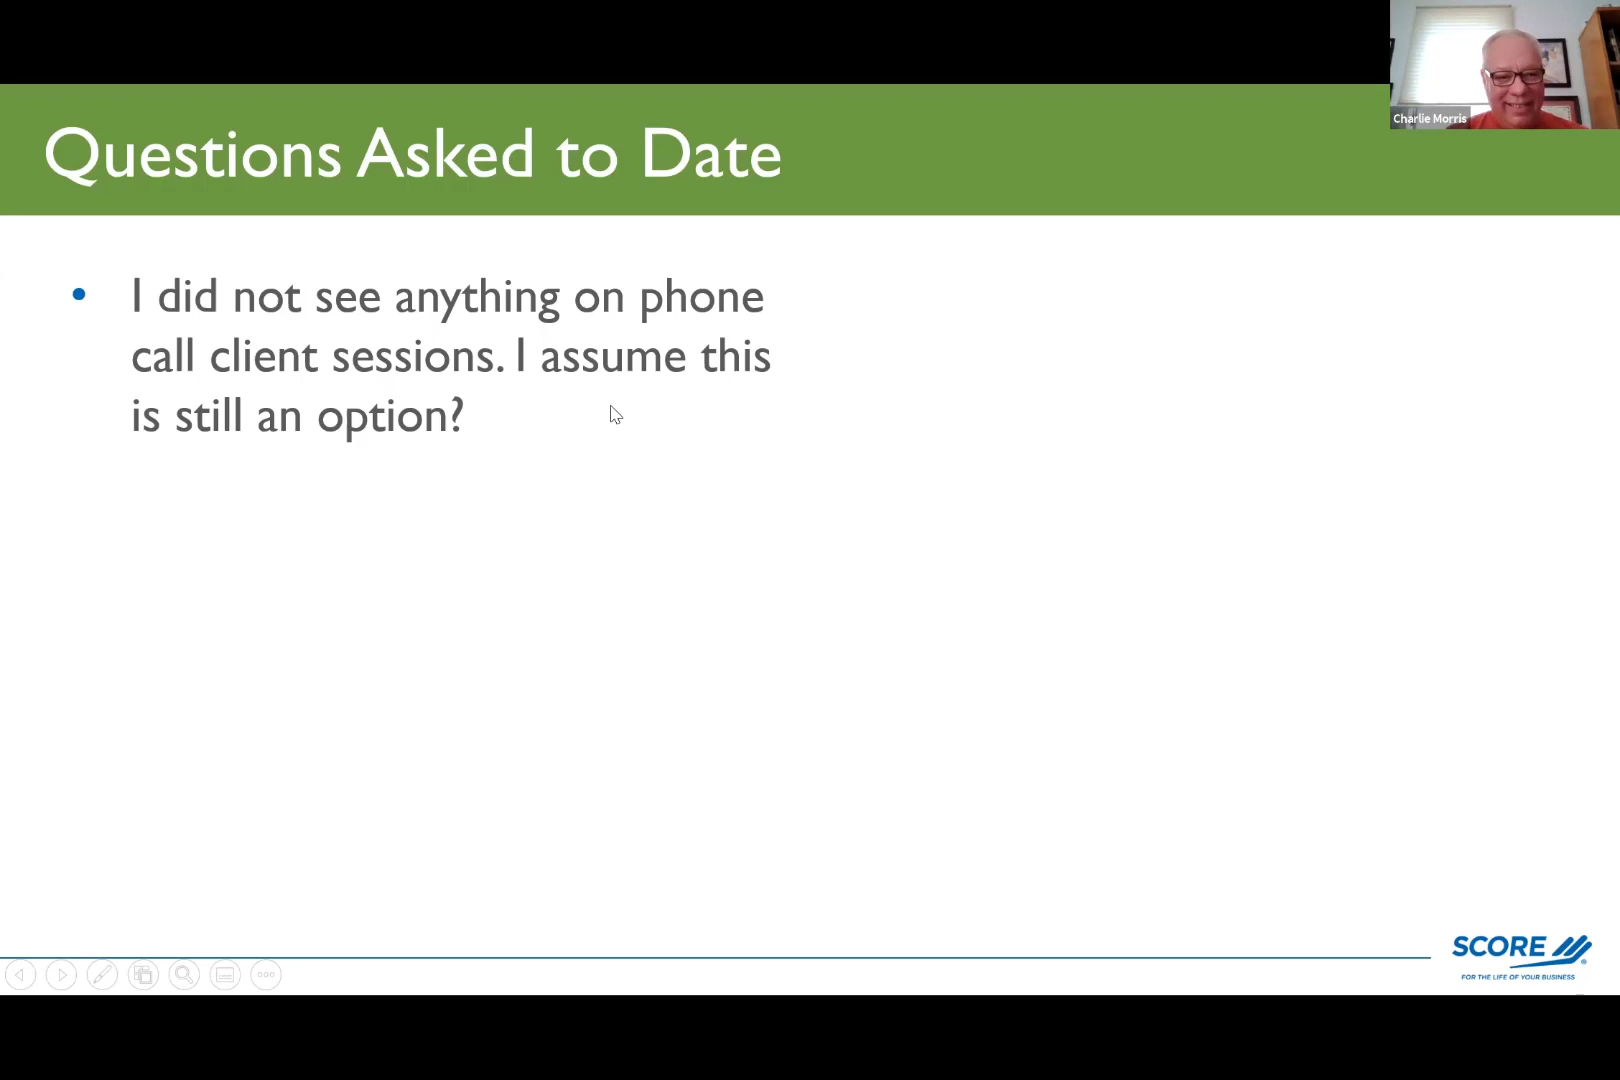 Charlie Morris
Questions Asked to Date
• I did not see anything on phone
call client sessions. I assume this
is still an option?
SCORE
FOR THE LIFE OF YOUR BUSINESS